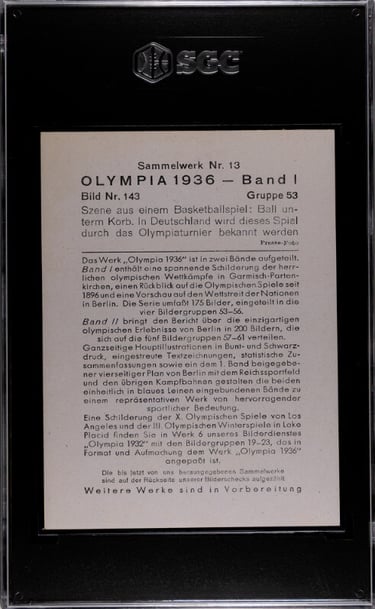 SGC
Sammelwerk Nr. 13
OLYMPIA 1936 — Band I
Bild Nr. 143 Gruppe 53
Szene aus einem Basketballspiel: Ball un-
term Korb. In Deutschland wird dieses Spiel
durch das Olympiaturnier bekannt werden
Presse-Foto
Das Werk „Olympia 1936" ist in zwei Bände aufgeteilt.
Band I enthält eine spannende Schilderung der herr-
lichen olympischen Wettkämpfe in Garmisch-Parten-
kirchen, einen Rückblick auf die Olympischen Spiele seit
1896 und eine Vorschau auf den Wettstreit der Nationen
in Berlin. Die Serie umfaßt 175 Bilder, eingeteilt in die
vier Bildergruppen 53–56.
Band II bringt den Bericht über die einzigartigen
olympischen Erlebnisse von Berlin in 200 Bildern, die
sich auf die fünf Bildergruppen 57–61 verteilen.
Ganzseitige Hauptillustrationen in Bunt- und Schwarz-
druck, eingestreute Textzeichnungen, statistische Zu-
sammenfassungen sowie ein dem 1. Band beigegebe-
ner vierseitiger Plan von Berlin mit dem Reichssportfeld
und den übrigen Kampfbahnen gestalten die beiden
einheitlich in blaues Leinen eingebundenen Bände zu
einem repräsentativen Werk von hervorragender
sportlicher Bedeutung.
Eine Schilderung der X. Olympischen Spiele von Los
Angeles und der III. Olympischen Winterspiele in Lake
Placid finden Sie in Werk 6 unseres Bilderdienstes
„Olympia 1932" mit den Bildergruppen 19–23, das in
Format und Aufmachung dem Werk „Olympia 1936"
angepaßt ist.
Die bis jetzt von uns herausgegebenen Sammelwerke
sind auf der Rückseite unserer Bilderschecks aufgezählt
Weitere Werke sind in Vorbereitung